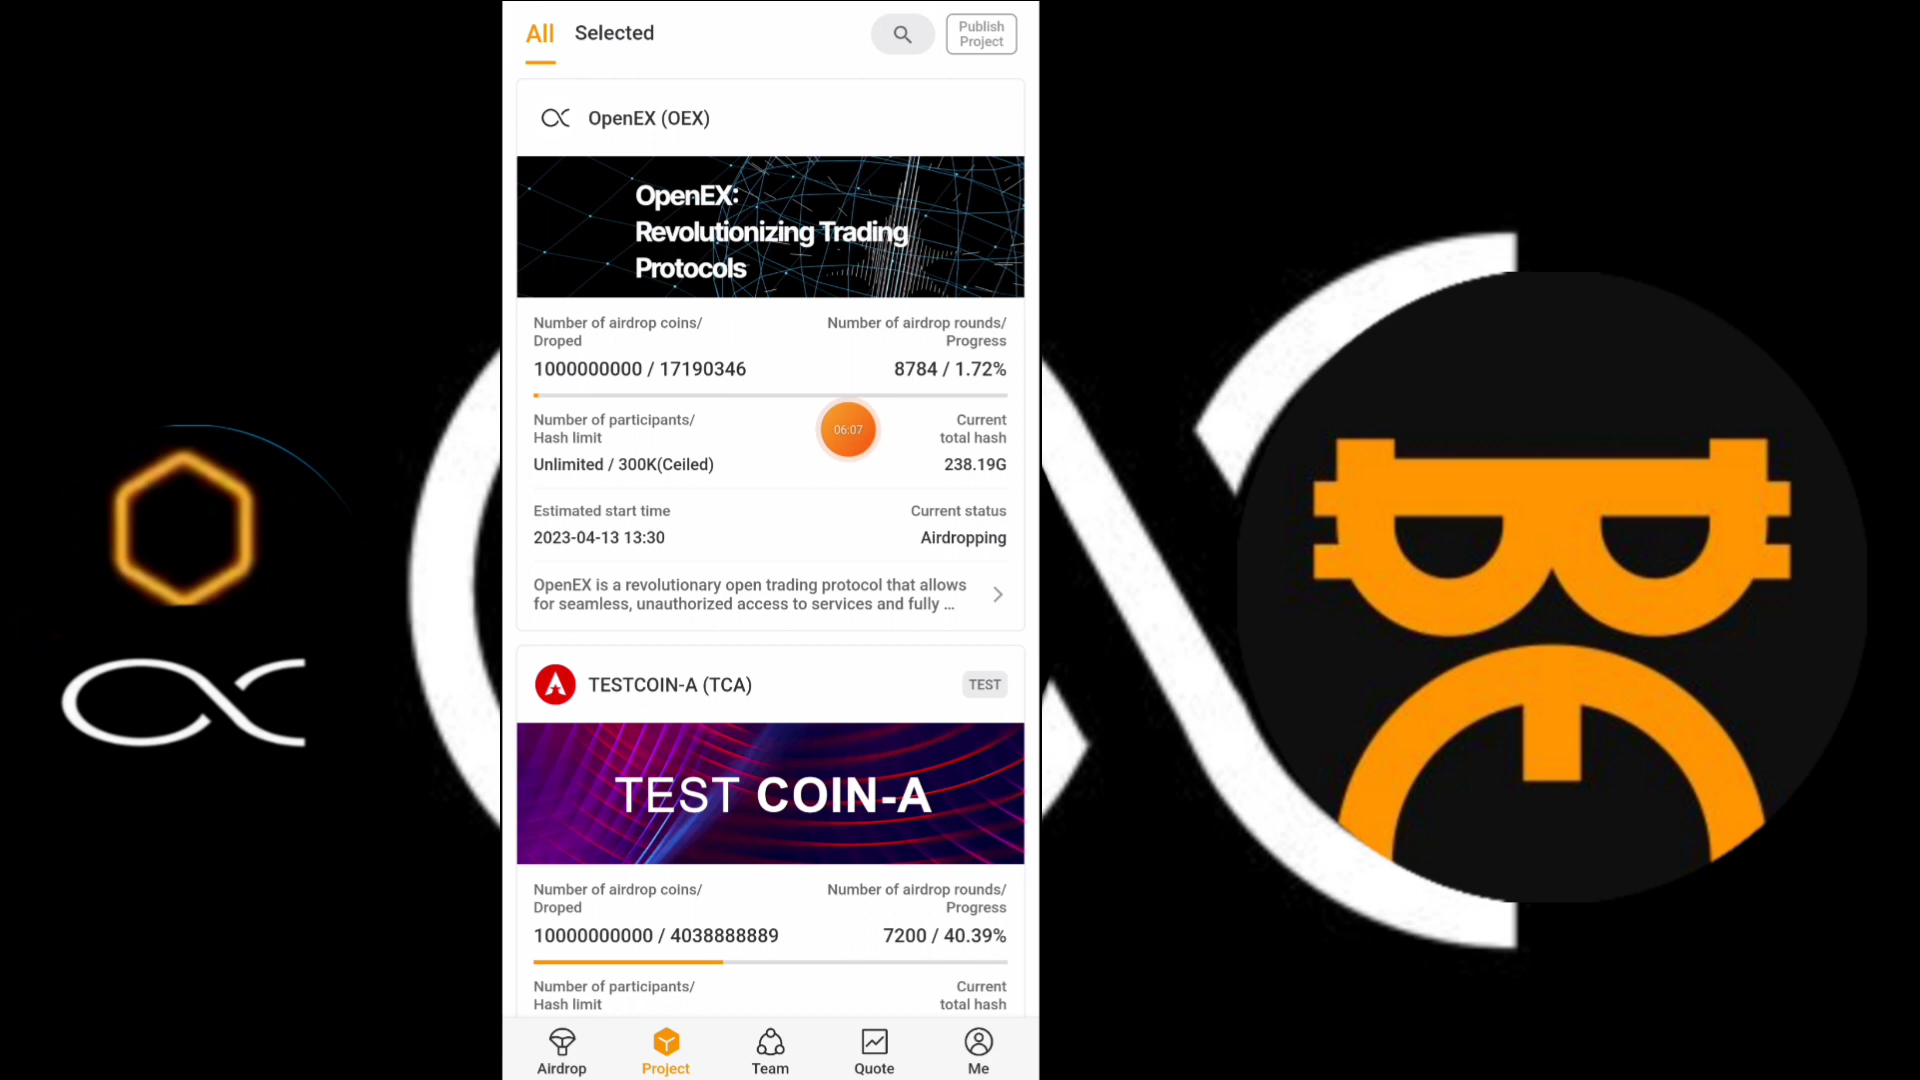 All
Selected
Publish
Project
OpenEX (OEX)
OpenEX:
Revolutionizing Trading
Protocols
Number of airdrop coins/
Droped
Number of airdrop rounds/
Progress
1000000000 / 17190346
8784 / 1.72%
Number of participants/
Hash limit
06:07
Current
total hash
Unlimited / 300K(Ceiled)
238.19G
Estimated start time
Current status
2023-04-13 13:30
Airdropping
OpenEX is a revolutionary open trading protocol that allows
for seamless, unauthorized access to services and fully ...
TESTCOIN-A (TCA)
TEST
TEST COIN-A
Number of airdrop coins/
Droped
Number of airdrop rounds/
Progress
10000000000 / 4038888889
7200 / 40.39%
Number of participants/
Hash limit
Current
total hash
Airdrop
Project
Team
Quote
Me